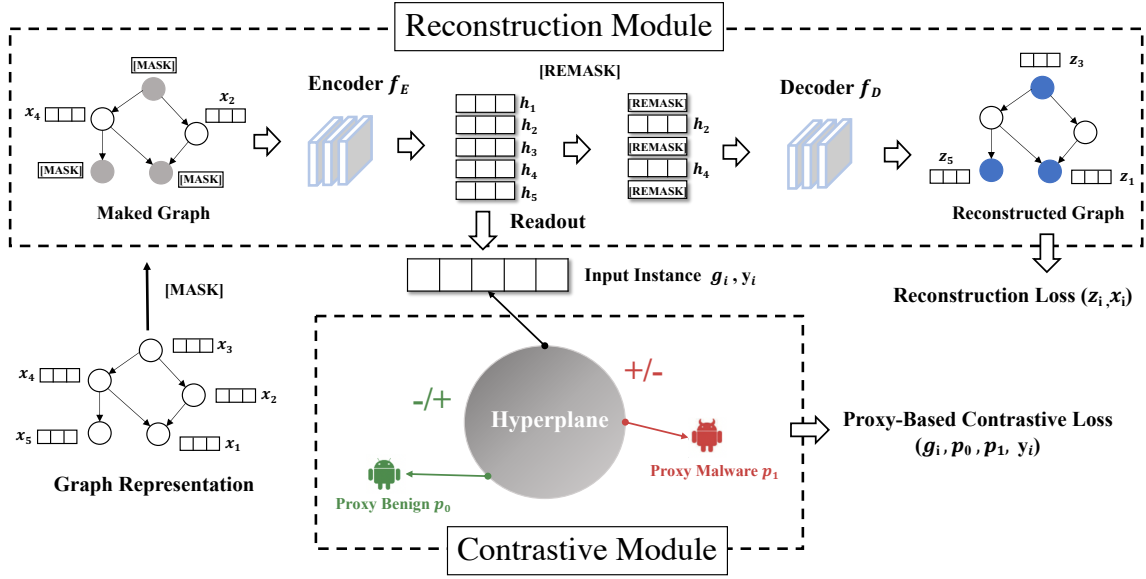 Reconstruction Module
[MASK]
x₄
x₂
[MASK]
[MASK]
Maked Graph
Encoder f_E
h₁
h₂
h₃
h₄
h₅
[REMASK]
[REMASK]
h₂
[REMASK]
h₄
[REMASK]
Decoder f_D
z₃
z₅
z₁
Reconstructed Graph
Readout
Input Instance gᵢ , yᵢ
Reconstruction Loss (zᵢ,xᵢ)
[MASK]
x₃
x₄
x₂
x₅
x₁
Graph Representation
-/+
+/-
Hyperplane
Proxy Malware p₁
Proxy Benign p₀
Contrastive Module
Proxy-Based Contrastive Loss
(gᵢ , p₀ , p₁, yᵢ)